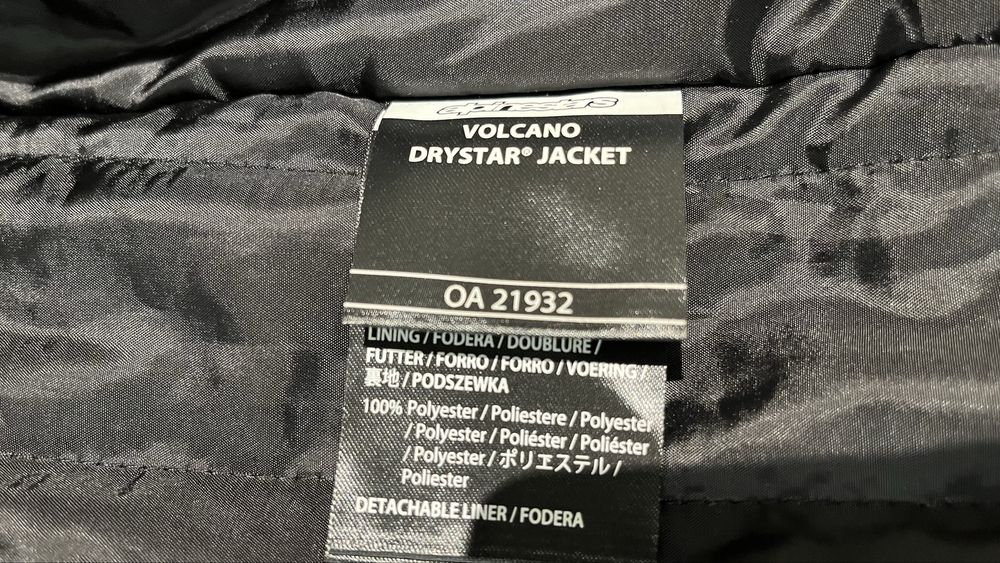 alpinestars
VOLCANO
DRYSTAR® JACKET
OA 21932
LINING / FODERA / DOUBLURE /
FUTTER / FORRO / FORRO / VOERING /
裏地 / PODSZEWKA
100% Polyester / Poliestere / Polyester
/ Polyester / Poliéster / Poliéster
/ Polyester / ポリエステル /
Poliester
DETACHABLE LINER / FODERA